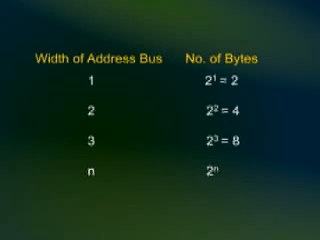 Width of Address Bus No. of Bytes
1 2¹ = 2
2 2² = 4
3 2³ = 8
n 2ⁿ